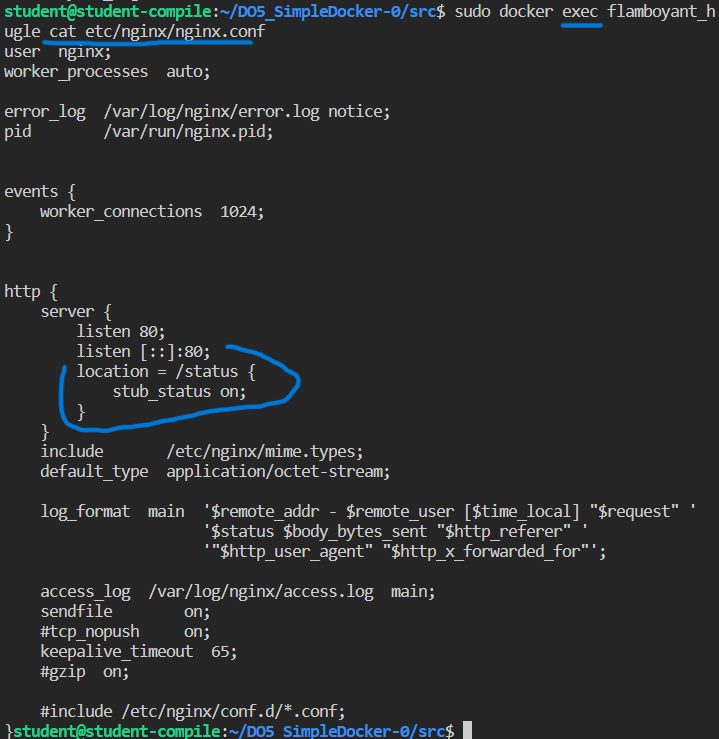 student@student-compile:~/DO5_SimpleDocker-0/src$ sudo docker exec flamboyant_h
ugle cat etc/nginx/nginx.conf
user  nginx;
worker_processes  auto;

error_log  /var/log/nginx/error.log notice;
pid        /var/run/nginx.pid;


events {
    worker_connections  1024;
}


http {
    server {
        listen 80;
        listen [::]:80;
        location = /status {
            stub_status on;
        }
    }
    include       /etc/nginx/mime.types;
    default_type  application/octet-stream;

    log_format  main  '$remote_addr - $remote_user [$time_local] "$request" '
                      '$status $body_bytes_sent "$http_referer" '
                      '"$http_user_agent" "$http_x_forwarded_for"';

    access_log  /var/log/nginx/access.log  main;
    sendfile        on;
    #tcp_nopush     on;
    keepalive_timeout  65;
    #gzip  on;

    #include /etc/nginx/conf.d/*.conf;
}student@student-compile:~/DO5_SimpleDocker-0/src$